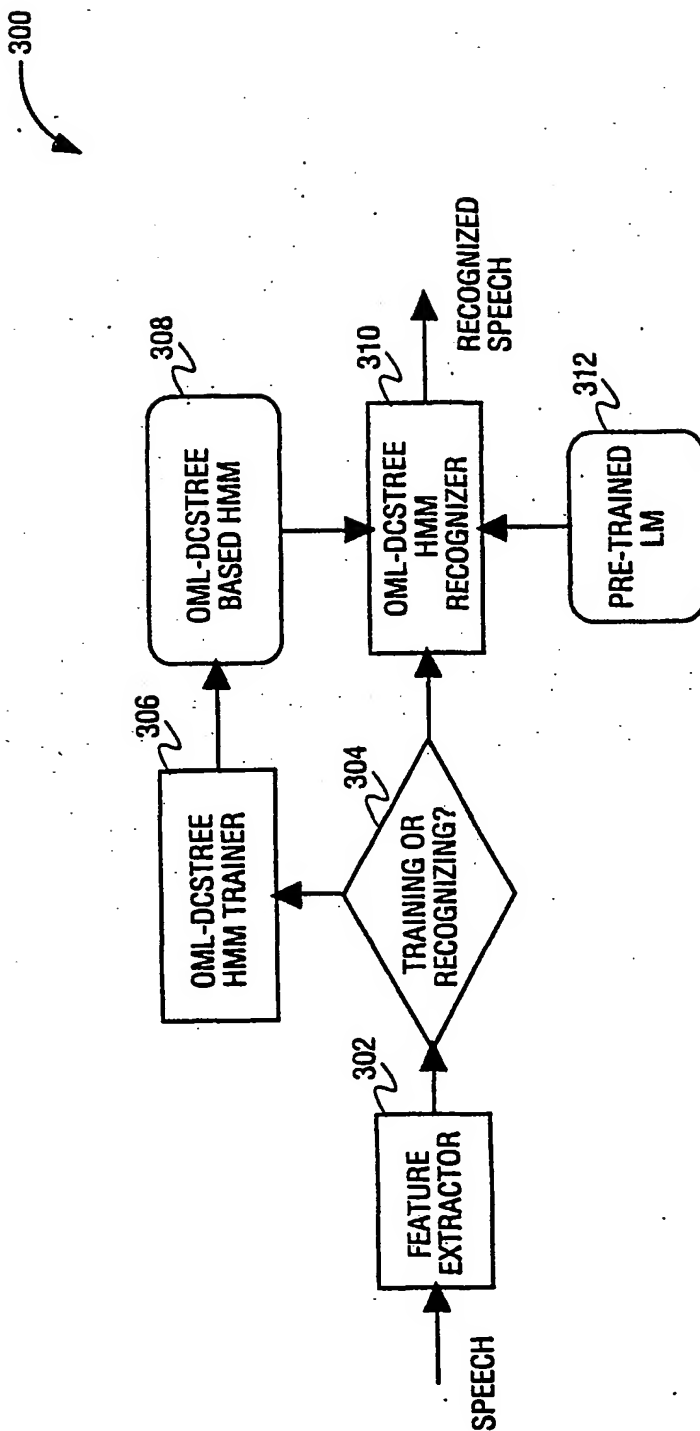 300
SPEECH
302
FEATURE
EXTRACTOR
304
TRAINING OR
RECOGNIZING?
306
OML-DCSTREE
HMM TRAINER
308
OML-DCSTREE
BASED HMM
310
OML-DCSTREE
HMM
RECOGNIZER
RECOGNIZED
SPEECH
312
PRE-TRAINED
LM